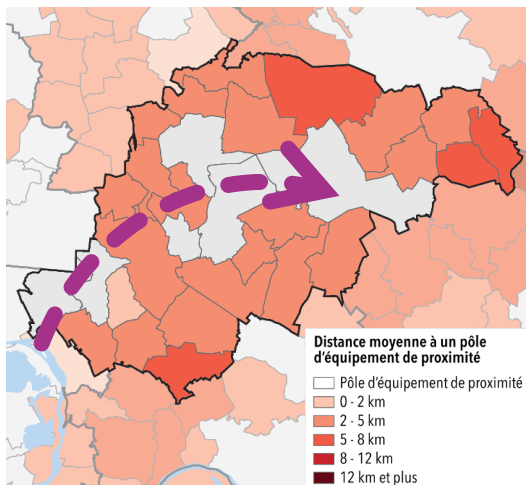 Distance moyenne à un pôle
d'équipement de proximité
Pôle d'équipement de proximité
0 - 2 km
2 - 5 km
5 - 8 km
8 - 12 km
12 km et plus